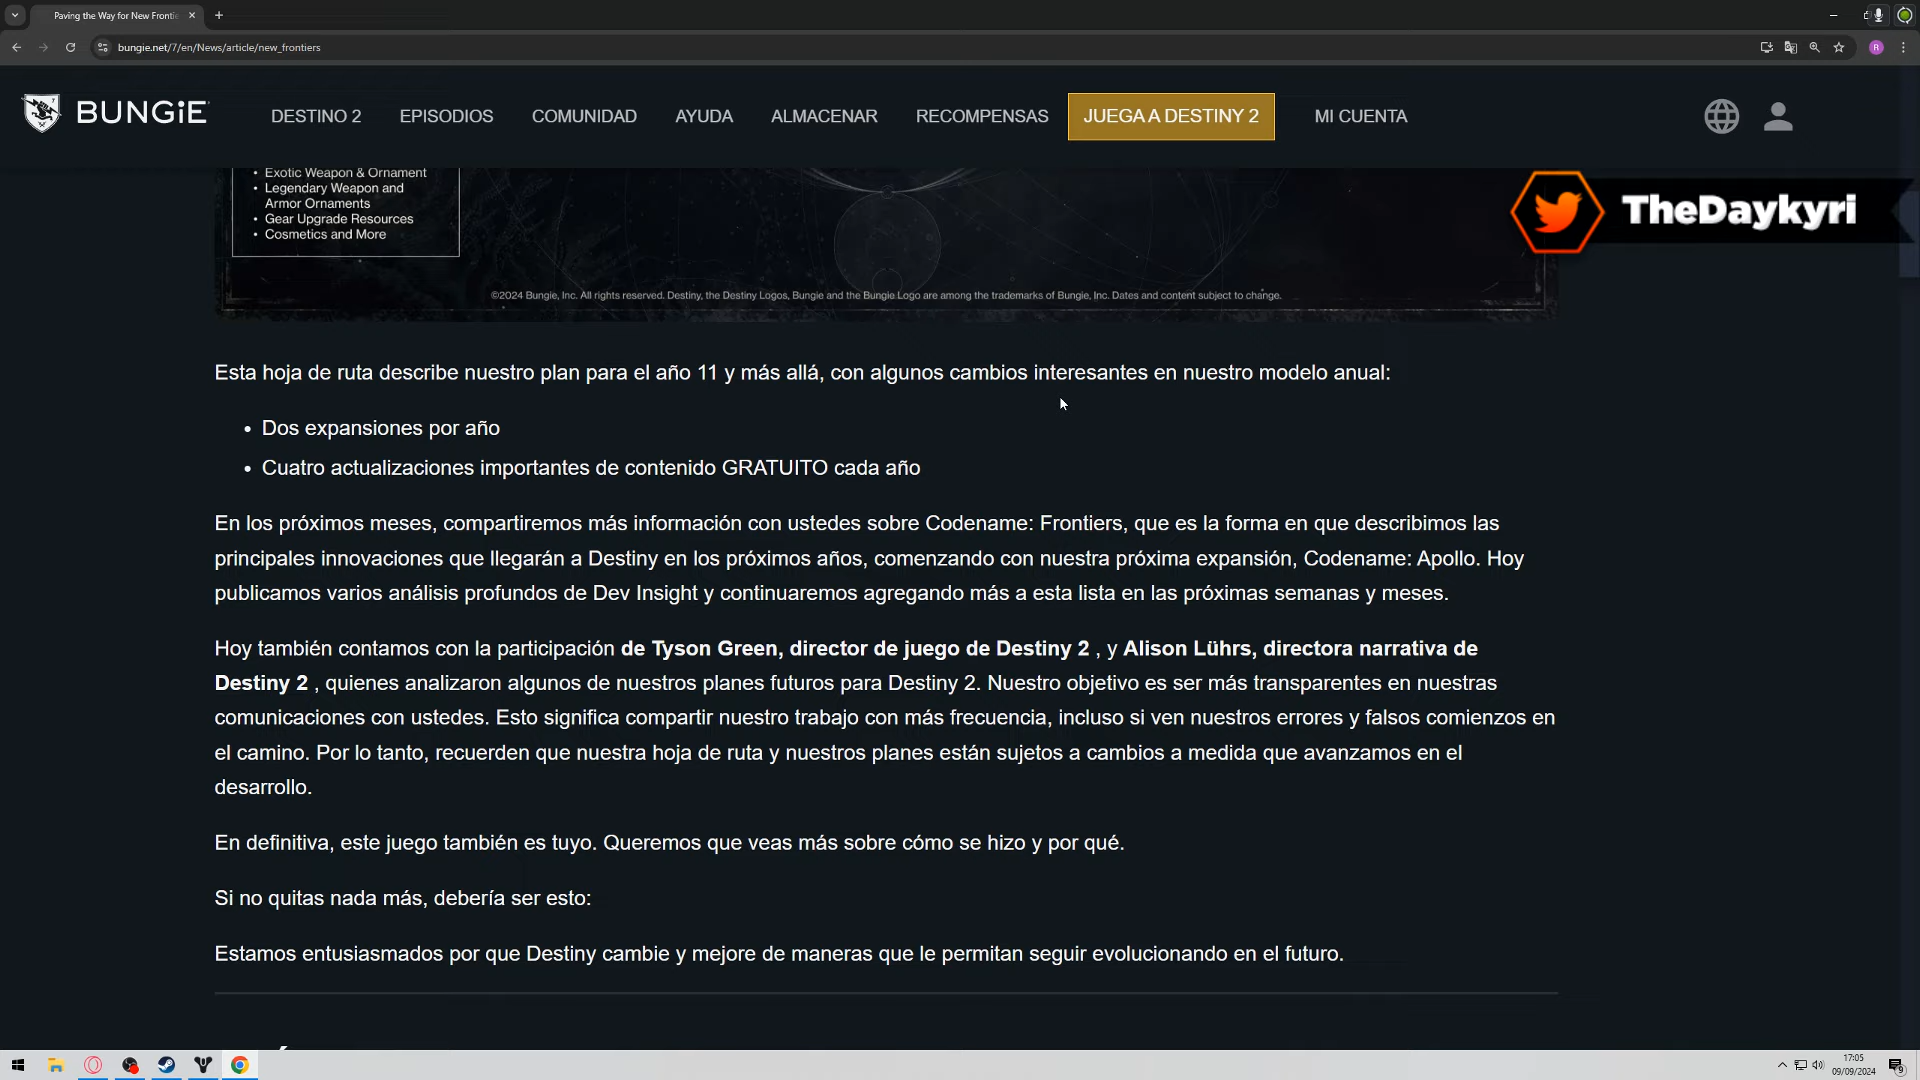 Paving the Way for New Frontie
bungie.net/7/en/News/article/new_frontiers
R
BUNGiE
DESTINO 2
EPISODIOS
COMUNIDAD
AYUDA
ALMACENAR
RECOMPENSAS
JUEGA A DESTINY 2
MI CUENTA
• Exotic Weapon & Ornament
• Legendary Weapon and
Armor Ornaments
• Gear Upgrade Resources
• Cosmetics and More
TheDaykyri
©2024 Bungie, Inc. All rights reserved. Destiny, the Destiny Logos, Bungie and the Bungie Logo are among the trademarks of Bungie, Inc. Dates and content subject to change.
Esta hoja de ruta describe nuestro plan para el año 11 y más allá, con algunos cambios interesantes en nuestro modelo anual:
• Dos expansiones por año
• Cuatro actualizaciones importantes de contenido GRATUITO cada año
En los próximos meses, compartiremos más información con ustedes sobre Codename: Frontiers, que es la forma en que describimos las
principales innovaciones que llegarán a Destiny en los próximos años, comenzando con nuestra próxima expansión, Codename: Apollo. Hoy
publicamos varios análisis profundos de Dev Insight y continuaremos agregando más a esta lista en las próximas semanas y meses.
Hoy también contamos con la participación de Tyson Green, director de juego de Destiny 2 , y Alison Lührs, directora narrativa de
Destiny 2 , quienes analizaron algunos de nuestros planes futuros para Destiny 2. Nuestro objetivo es ser más transparentes en nuestras
comunicaciones con ustedes. Esto significa compartir nuestro trabajo con más frecuencia, incluso si ven nuestros errores y falsos comienzos en
el camino. Por lo tanto, recuerden que nuestra hoja de ruta y nuestros planes están sujetos a cambios a medida que avanzamos en el
desarrollo.
En definitiva, este juego también es tuyo. Queremos que veas más sobre cómo se hizo y por qué.
Si no quitas nada más, debería ser esto:
Estamos entusiasmados por que Destiny cambie y mejore de maneras que le permitan seguir evolucionando en el futuro.
17:05
09/09/2024